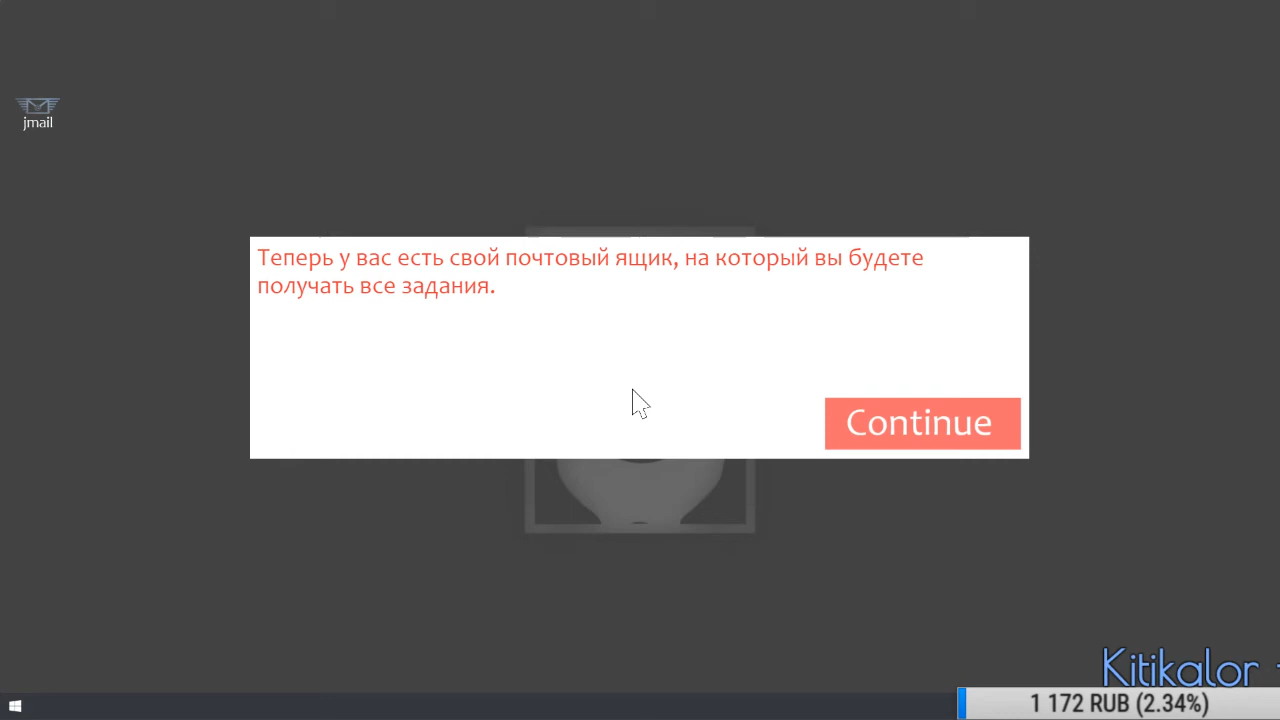 jmail
Теперь у вас есть свой почтовый ящик, на который вы будете
получать все задания.
Continue
Kitikalor
1 172 RUB (2.34%)